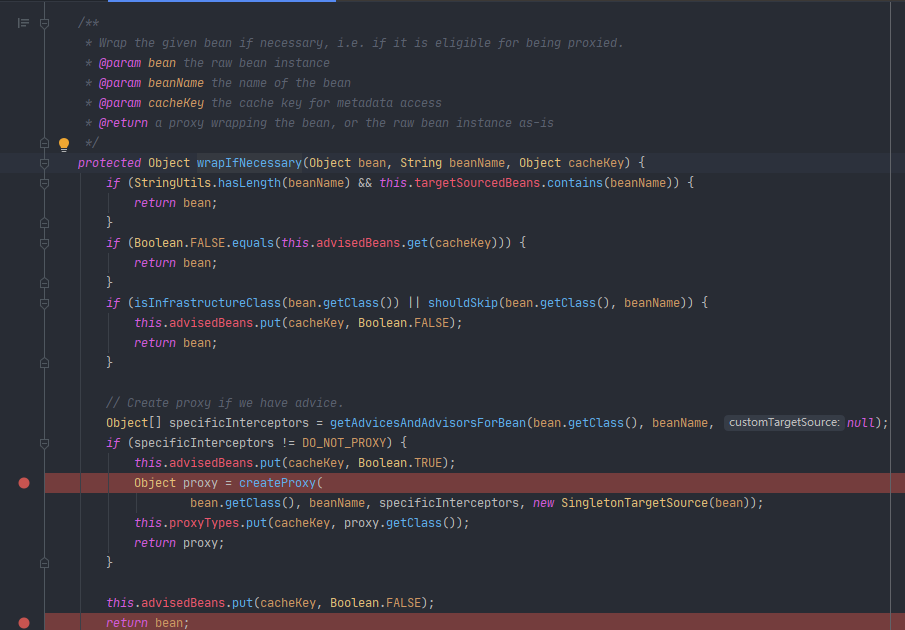 /**
 * Wrap the given bean if necessary, i.e. if it is eligible for being proxied.
 * @param bean the raw bean instance
 * @param beanName the name of the bean
 * @param cacheKey the cache key for metadata access
 * @return a proxy wrapping the bean, or the raw bean instance as-is
 */
protected Object wrapIfNecessary(Object bean, String beanName, Object cacheKey) {
    if (StringUtils.hasLength(beanName) && this.targetSourcedBeans.contains(beanName)) {
        return bean;
    }
    if (Boolean.FALSE.equals(this.advisedBeans.get(cacheKey))) {
        return bean;
    }
    if (isInfrastructureClass(bean.getClass()) || shouldSkip(bean.getClass(), beanName)) {
        this.advisedBeans.put(cacheKey, Boolean.FALSE);
        return bean;
    }

    // Create proxy if we have advice.
    Object[] specificInterceptors = getAdvicesAndAdvisorsForBean(bean.getClass(), beanName, customTargetSource: null);
    if (specificInterceptors != DO_NOT_PROXY) {
        this.advisedBeans.put(cacheKey, Boolean.TRUE);
        Object proxy = createProxy(
                bean.getClass(), beanName, specificInterceptors, new SingletonTargetSource(bean));
        this.proxyTypes.put(cacheKey, proxy.getClass());
        return proxy;
    }

    this.advisedBeans.put(cacheKey, Boolean.FALSE);
    return bean;